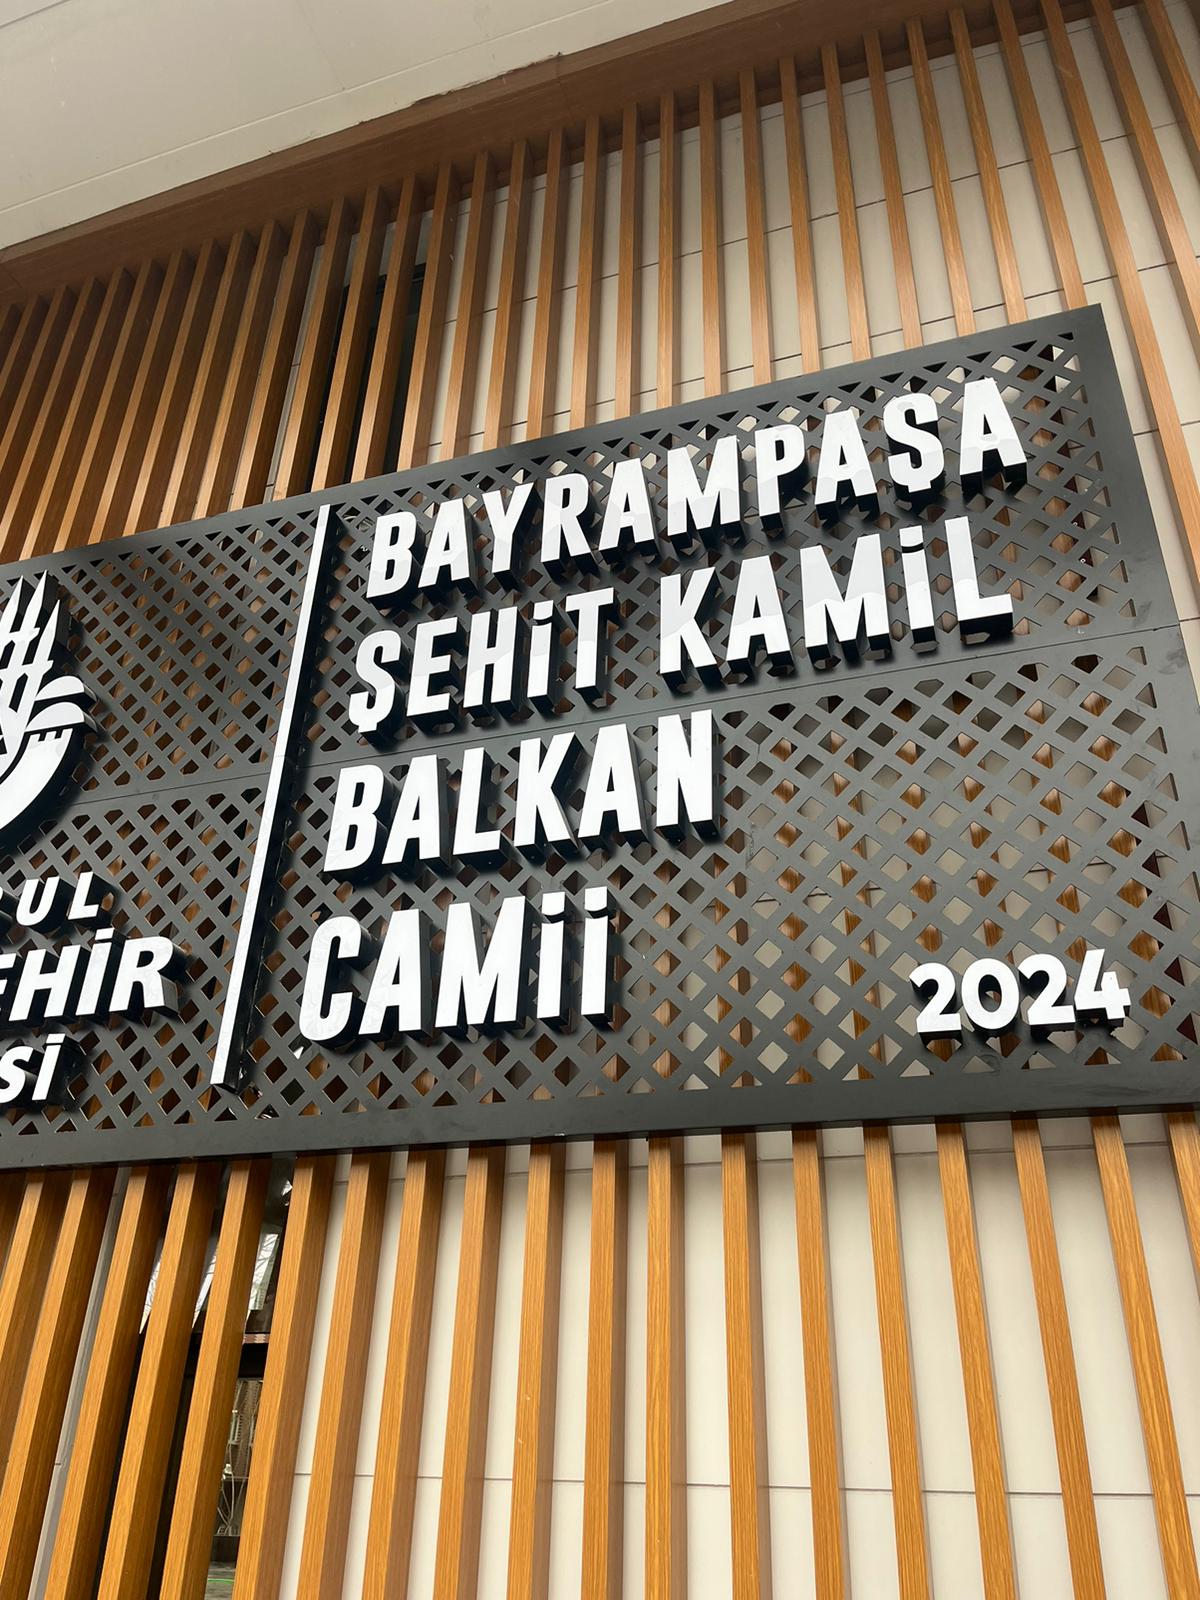 BAYRAMPAŞA
ŞEHİT KAMİL
BALKAN
CAMİİ
2024